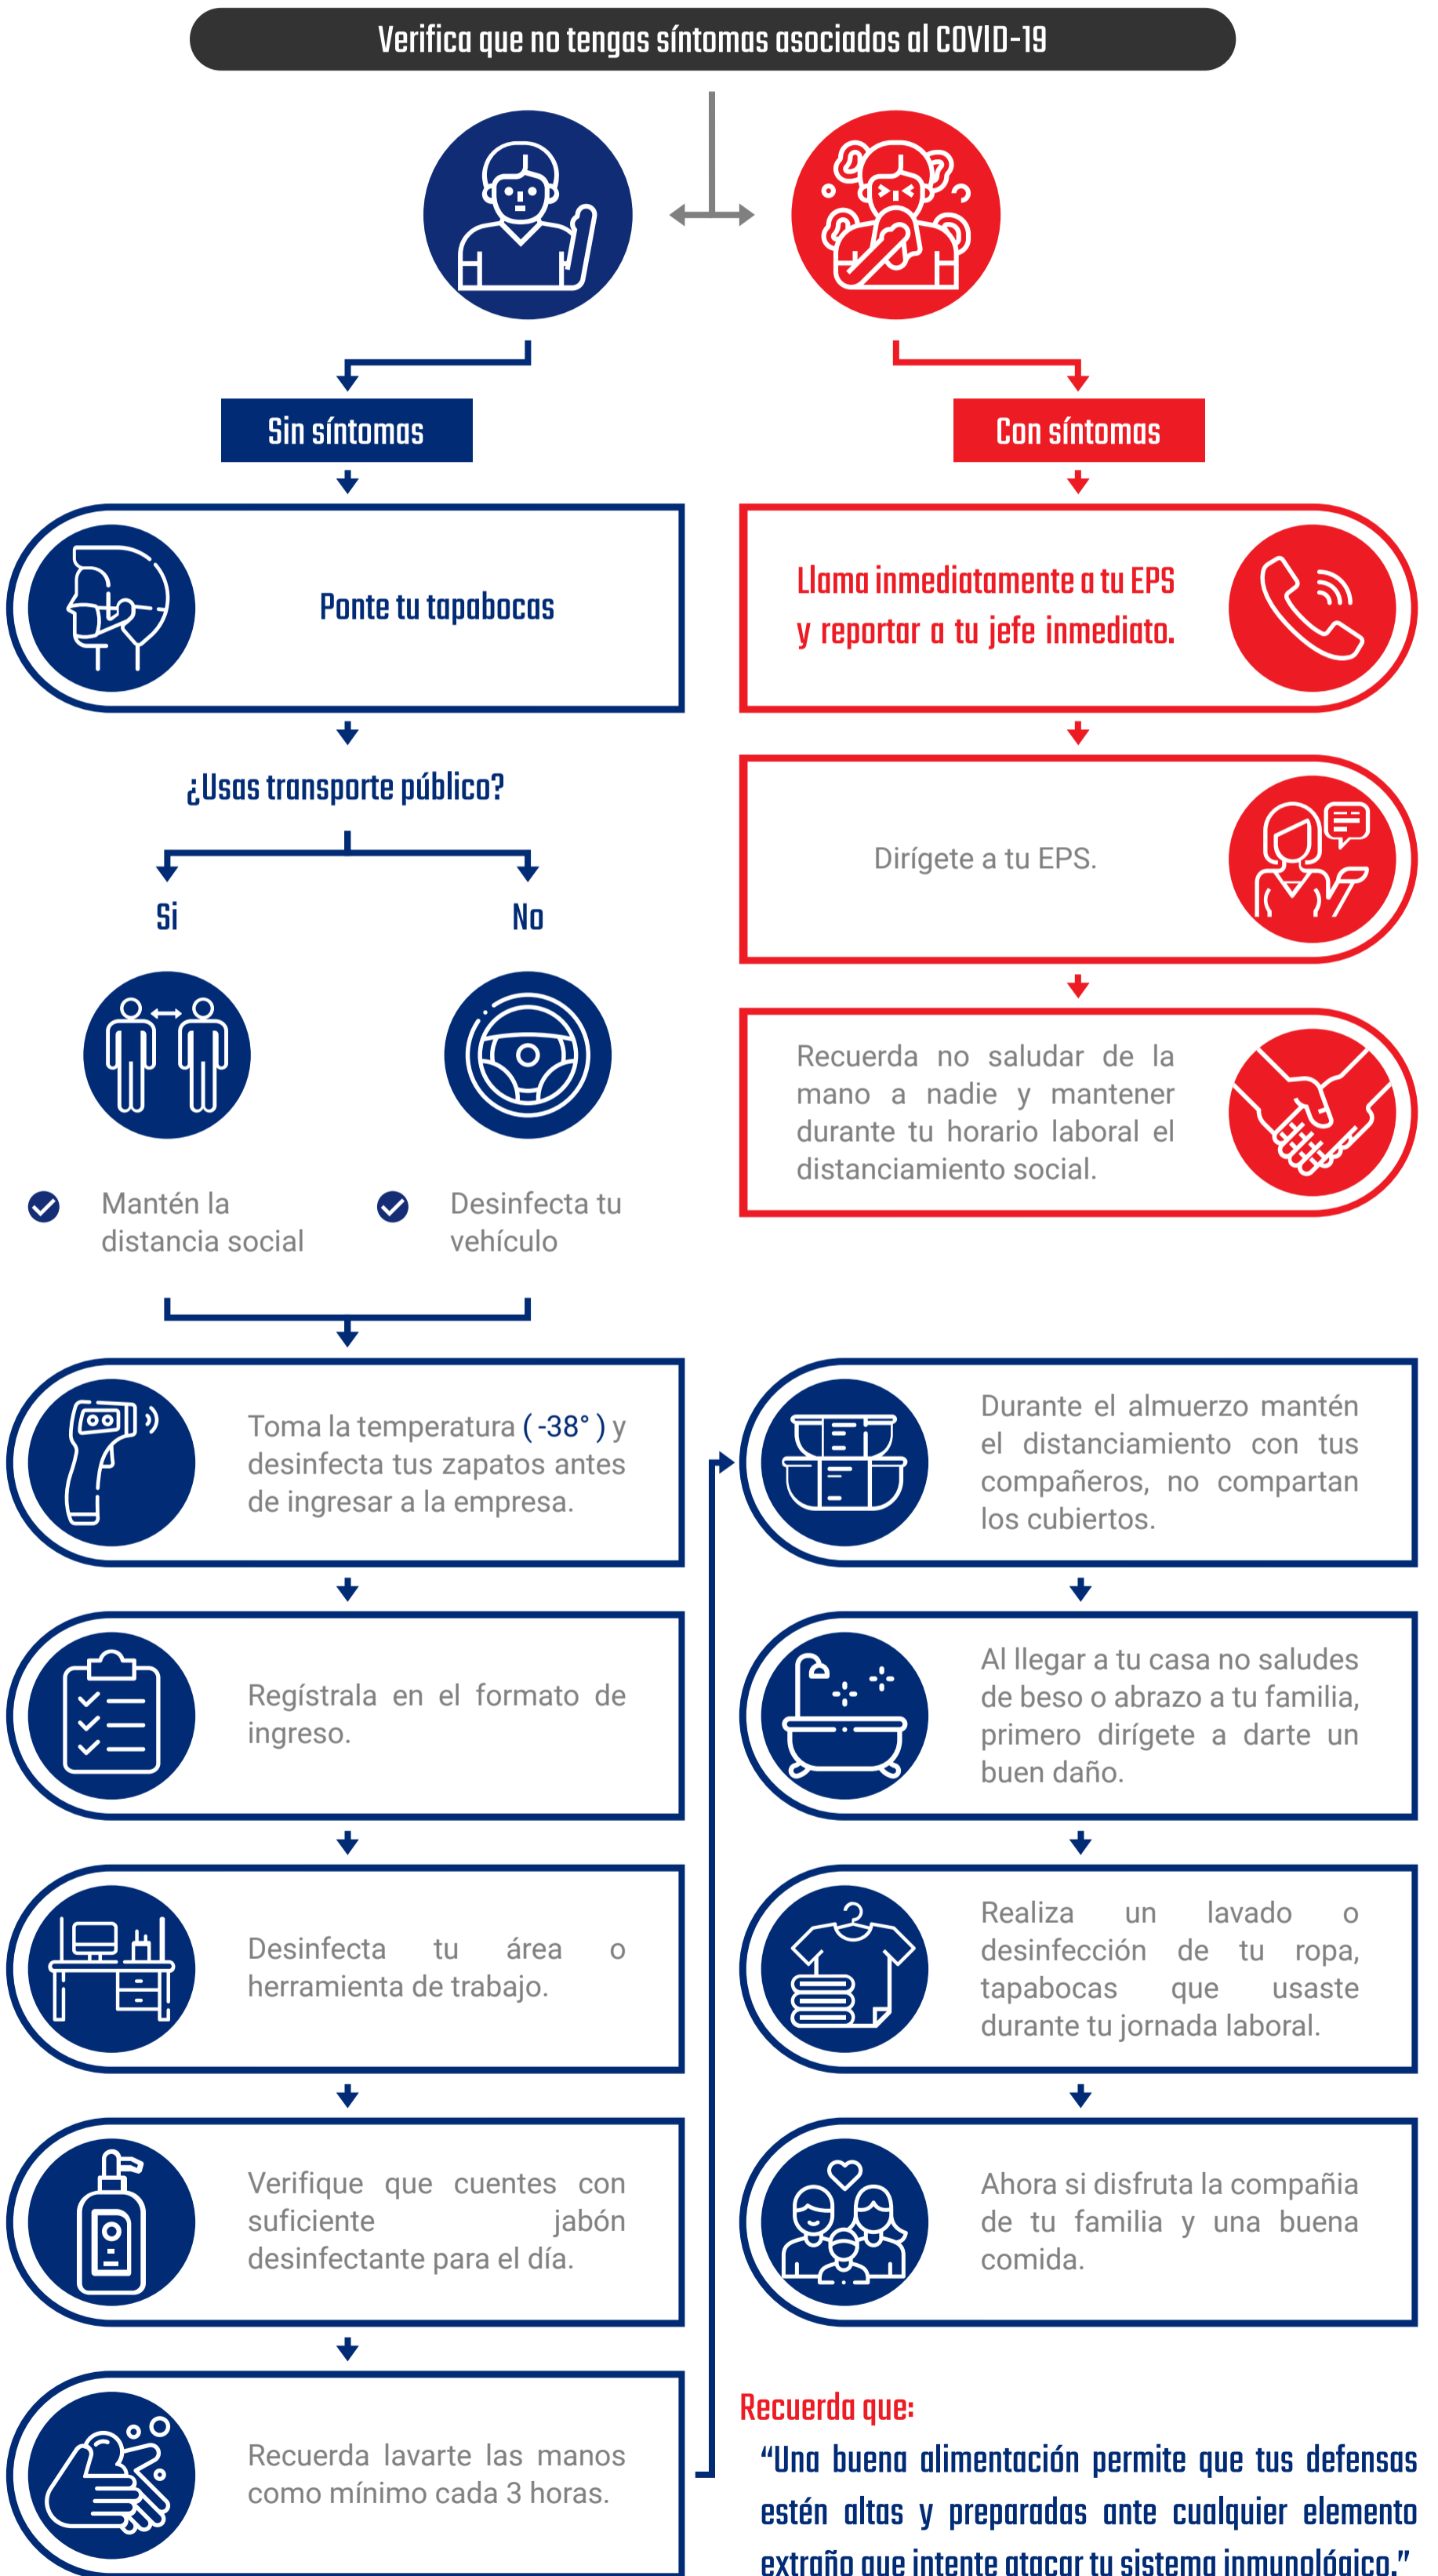 Verifica que no tengas síntomas asociados al COVID-19
Sin síntomas
Ponte tu tapabocas
¿Usas transporte público?
Si
No
Mantén la
distancia social
Desinfecta tu
vehículo
Con síntomas
Llama inmediatamente a tu EPS
y reportar a tu jefe inmediato.
Dirígete a tu EPS.
Recuerda no saludar de la
mano a nadie y mantener
durante tu horario laboral el
distanciamiento social.
Toma la temperatura ( -38° ) y
desinfecta tus zapatos antes
de ingresar a la empresa.
Regístrala en el formato de
ingreso.
Desinfecta tu área o
herramienta de trabajo.
Verifique que cuentes con
suficiente jabón
desinfectante para el día.
Recuerda lavarte las manos
como mínimo cada 3 horas.
Durante el almuerzo mantén
el distanciamiento con tus
compañeros, no compartan
los cubiertos.
Al llegar a tu casa no saludes
de beso o abrazo a tu familia,
primero dirígete a darte un
buen daño.
Realiza un lavado o
desinfección de tu ropa,
tapabocas que usaste
durante tu jornada laboral.
Ahora si disfruta la compañia
de tu familia y una buena
comida.
Recuerda que:
“Una buena alimentación permite que tus defensas
estén altas y preparadas ante cualquier elemento
extraño que intente atacar tu sistema inmunológico.”